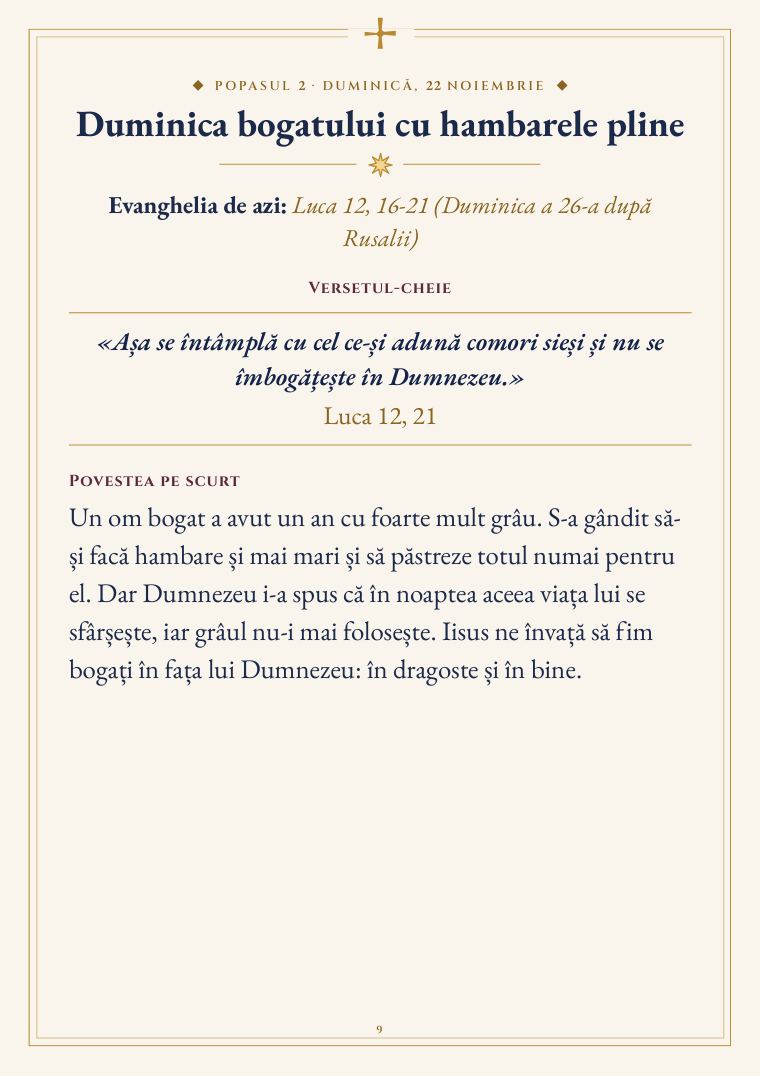 POPASUL 2 · DUMINICĂ, 22 NOIEMBRIE
Duminica bogatului cu hambarele pline
Evanghelia de azi: Luca 12, 16-21 (Duminica a 26-a după
Rusalii)
VERSETUL-CHEIE
«Așa se întâmplă cu cel ce-și adună comori sieși și nu se
îmbogățește în Dumnezeu.»
Luca 12, 21
POVESTEA PE SCURT
Un om bogat a avut un an cu foarte mult grâu. S-a gândit să-
și facă hambare și mai mari și să păstreze totul numai pentru
el. Dar Dumnezeu i-a spus că în noaptea aceea viața lui se
sfârșește, iar grâul nu-i mai folosește. Iisus ne învață să fim
bogați în fața lui Dumnezeu: în dragoste și în bine.
9